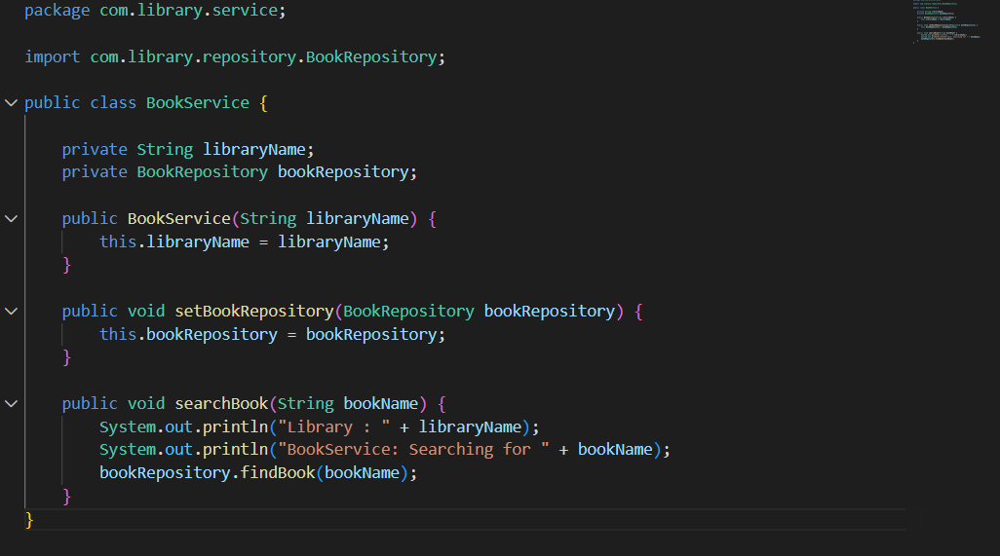 package com.library.service;
import com.library.repository.BookRepository;
public class BookService {
private String libraryName;
private BookRepository bookRepository;
public BookService(String libraryName) {
this.libraryName = libraryName;
}
public void setBookRepository(BookRepository bookRepository) {
this.bookRepository = bookRepository;
}
public void searchBook(String bookName) {
System.out.println("Library : " + libraryName);
System.out.println("BookService: Searching for " + bookName);
bookRepository.findBook(bookName);
}
}